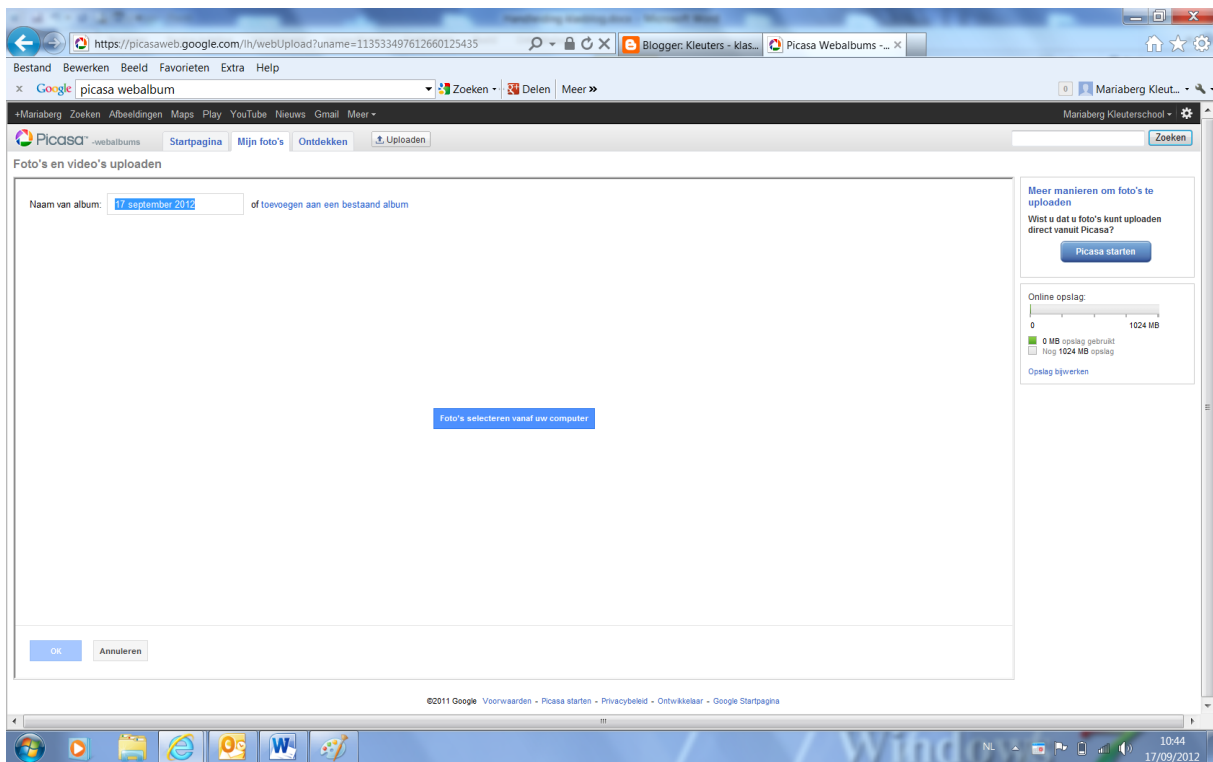 https://picasaweb.google.com/lh/webUpload?uname=113533497612660125435
Blogger: Kleuters - klas...
Picasa Webalbums -...
Bestand Bewerken Beeld Favorieten Extra Help
x Google picasa webalbum Zoeken Delen Meer »
0 Mariaberg Kleut...
+Mariaberg Zoeken Afbeeldingen Maps Play YouTube Nieuws Gmail Meer
Mariaberg Kleuterschool
Picasa™ -webalbums Startpagina Mijn foto's Ontdekken Uploaden
Zoeken
Foto's en video's uploaden
Naam van album: 17 september 2012 of toevoegen aan een bestaand album
Meer manieren om foto's te
uploaden
Wist u dat u foto's kunt uploaden
direct vanuit Picasa?
Picasa starten
Online opslag:
0 1024 MB
0 MB opslag gebruikt
Nog 1024 MB opslag
Opslag bijwerken
Foto's selecteren vanaf uw computer
OK Annuleren
©2011 Google Voorwaarden - Picasa starten - Privacybeleid - Ontwikkelaar - Google Startpagina
NL
10:44
17/09/2012